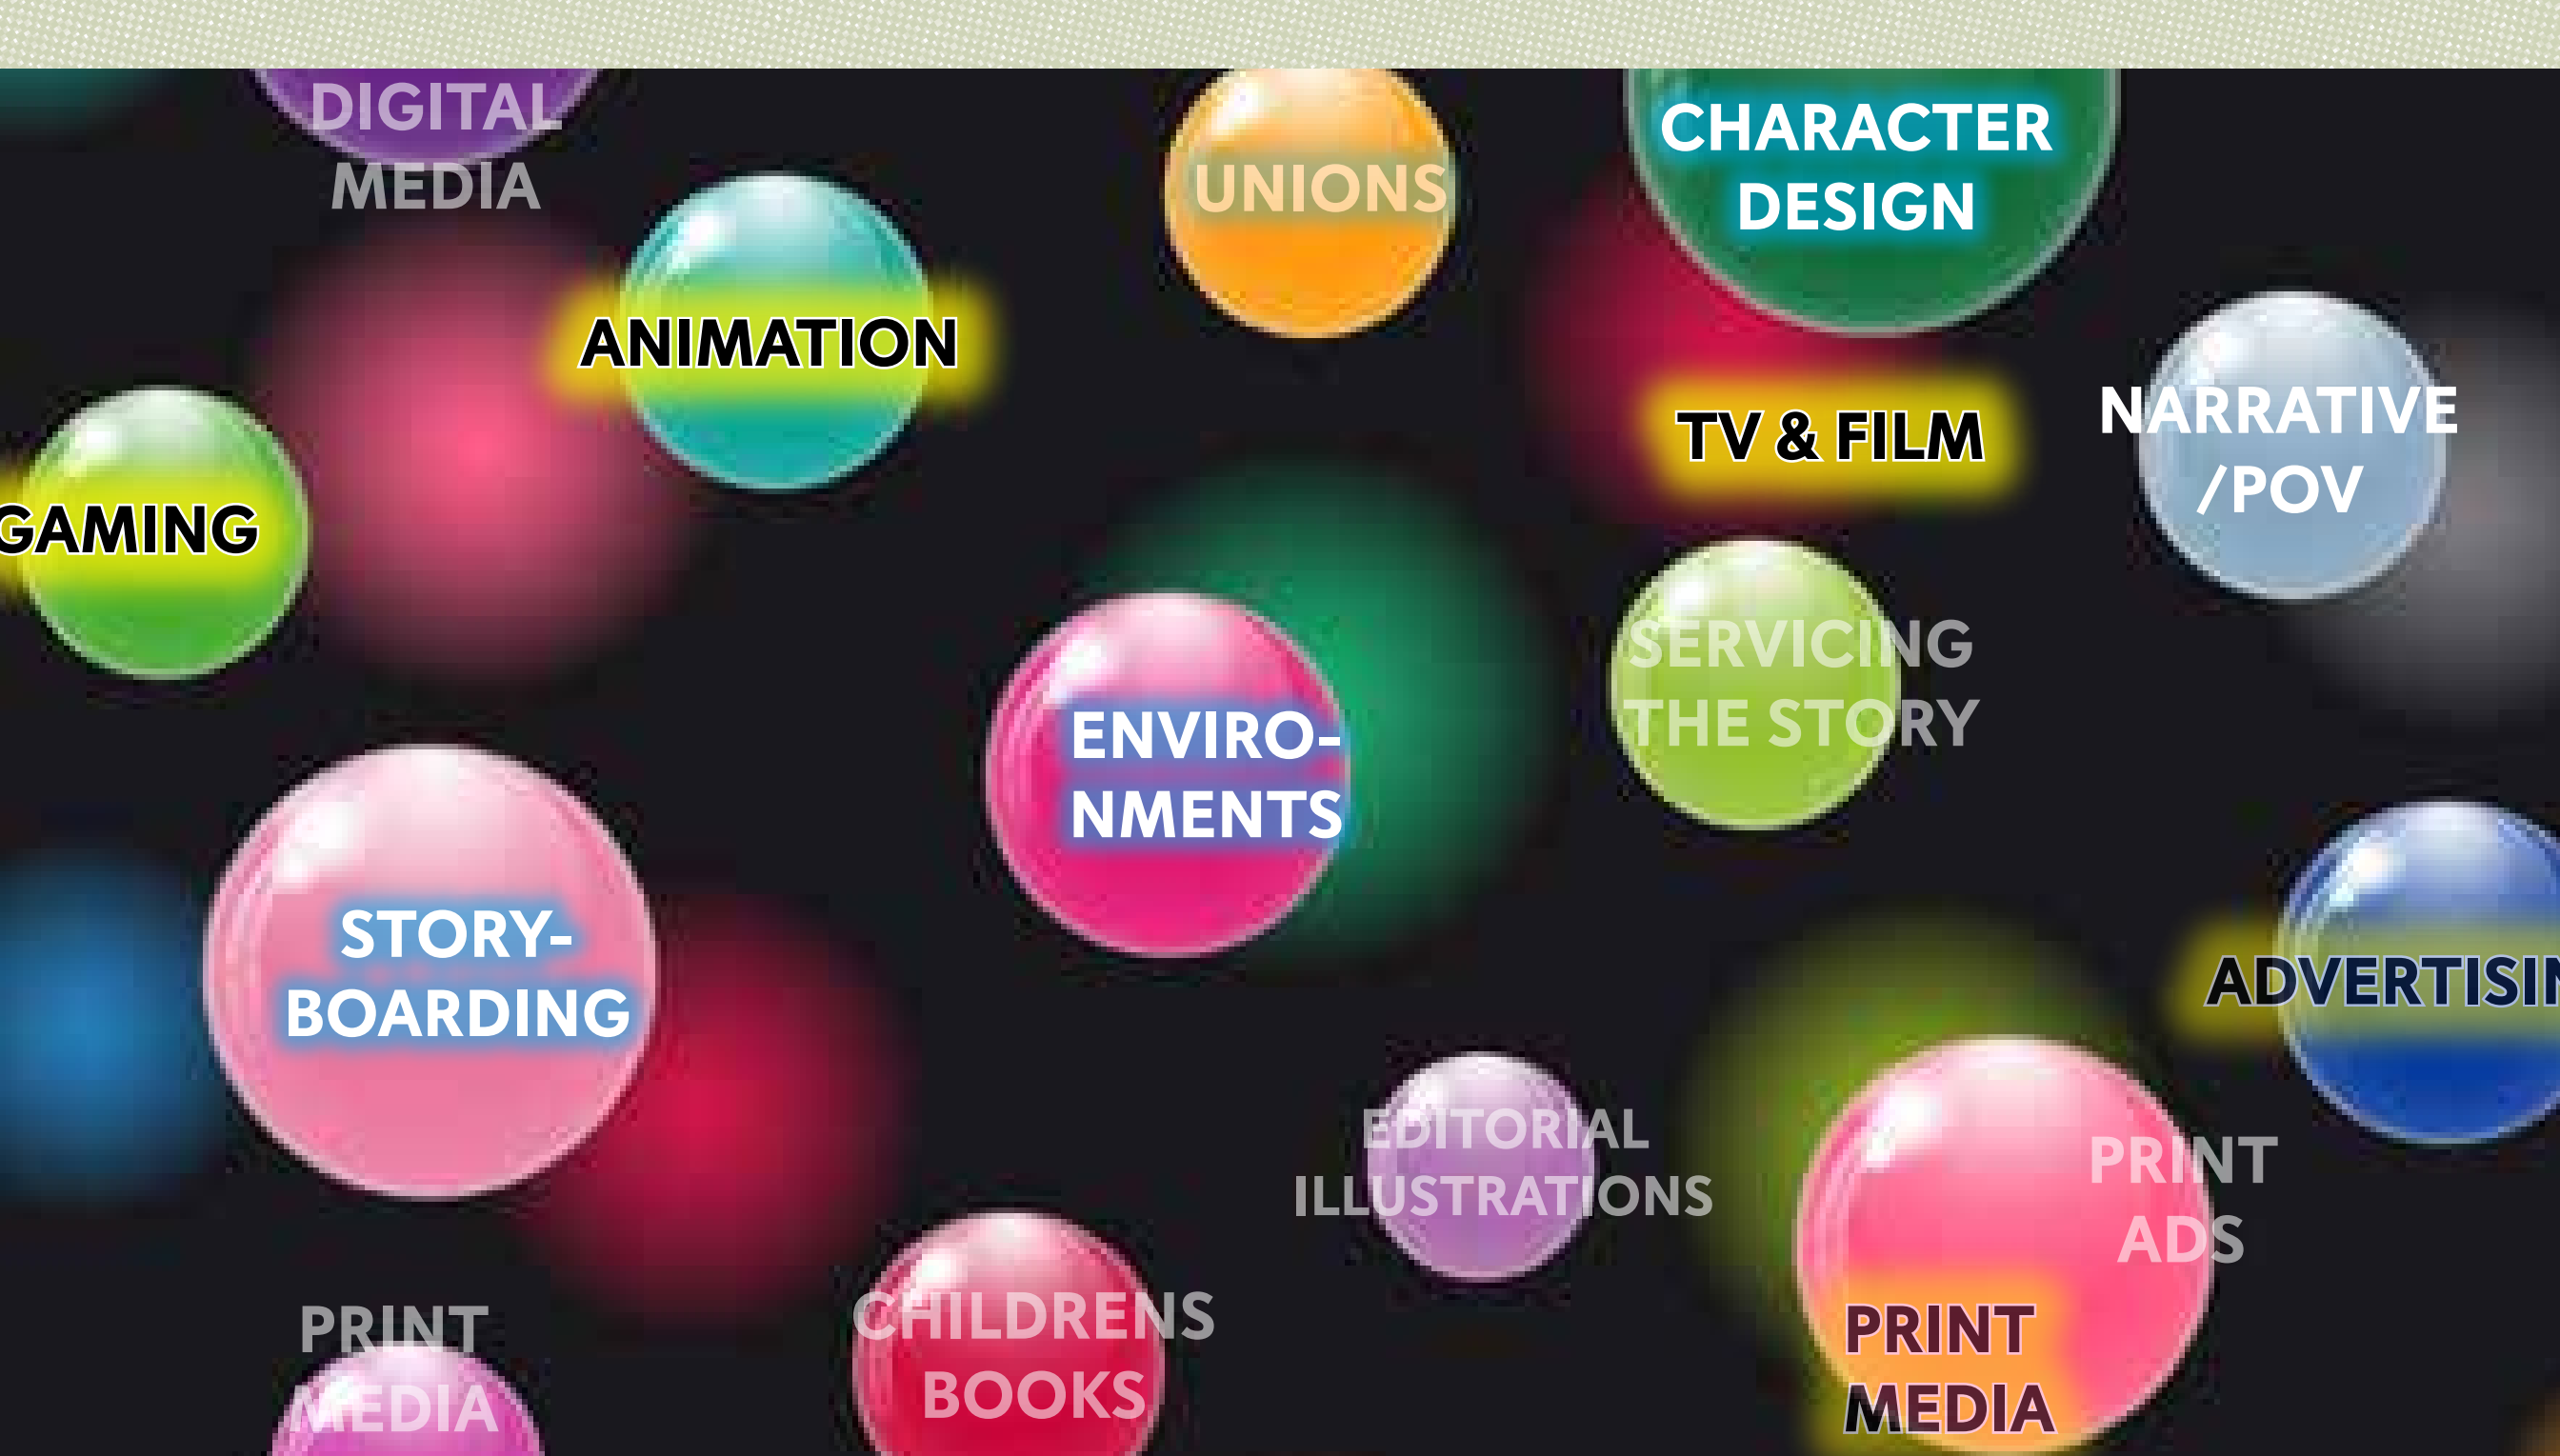 DIGITAL
MEDIA
UNIONS
CHARACTER
DESIGN
ANIMATION
TV & FILM
NARRATIVE
/POV
GAMING
SERVICING
THE STORY
ENVIRO-
NMENTS
STORY-
BOARDING
ADVERTISIN
EDITORIAL
ILLUSTRATIONS
PRINT
ADS
PRINT
MEDIA
CHILDRENS
BOOKS
PRINT
MEDIA